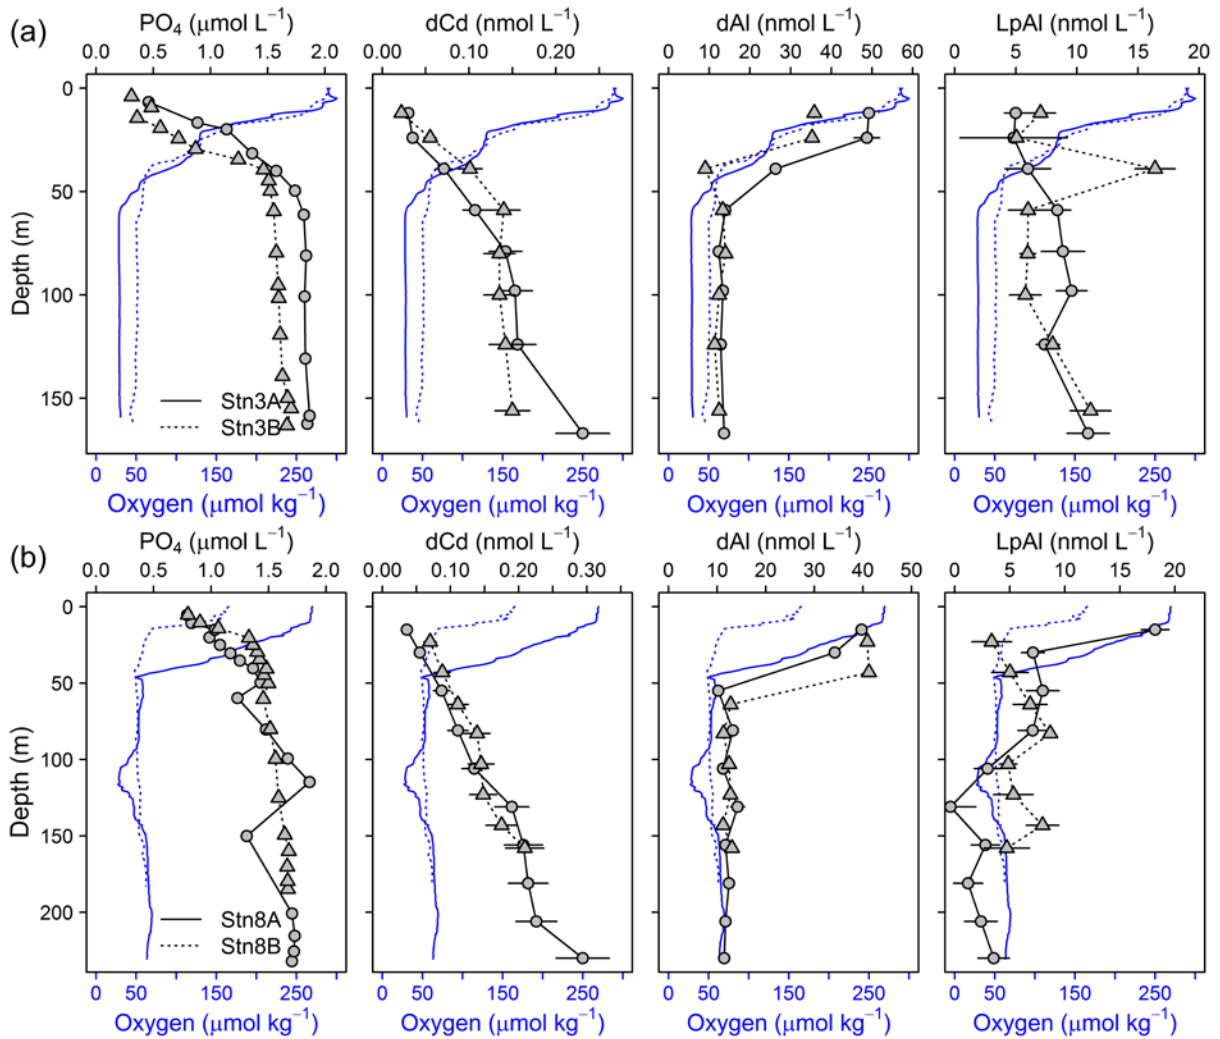 (a)
PO₄ (μmol L⁻¹) dCd (nmol L⁻¹) dAl (nmol L⁻¹) LpAl (nmol L⁻¹)
0.0 0.5 1.0 1.5 2.0 0.00 0.10 0.20 0 10 20 30 40 50 60 0 5 10 15 20
Depth (m)
0
50
100
150
Stn3A
Stn3B
0 50 150 250 0 50 150 250 0 50 150 250 0 50 150 250
Oxygen (μmol kg⁻¹) Oxygen (μmol kg⁻¹) Oxygen (μmol kg⁻¹) Oxygen (μmol kg⁻¹)
(b)
PO₄ (μmol L⁻¹) dCd (nmol L⁻¹) dAl (nmol L⁻¹) LpAl (nmol L⁻¹)
0.0 0.5 1.0 1.5 2.0 0.00 0.10 0.20 0.30 0 10 20 30 40 50 0 5 10 15 20
Depth (m)
0
50
100
150
200
Stn8A
Stn8B
0 50 150 250 0 50 150 250 0 50 150 250 0 50 150 250
Oxygen (μmol kg⁻¹) Oxygen (μmol kg⁻¹) Oxygen (μmol kg⁻¹) Oxygen (μmol kg⁻¹)